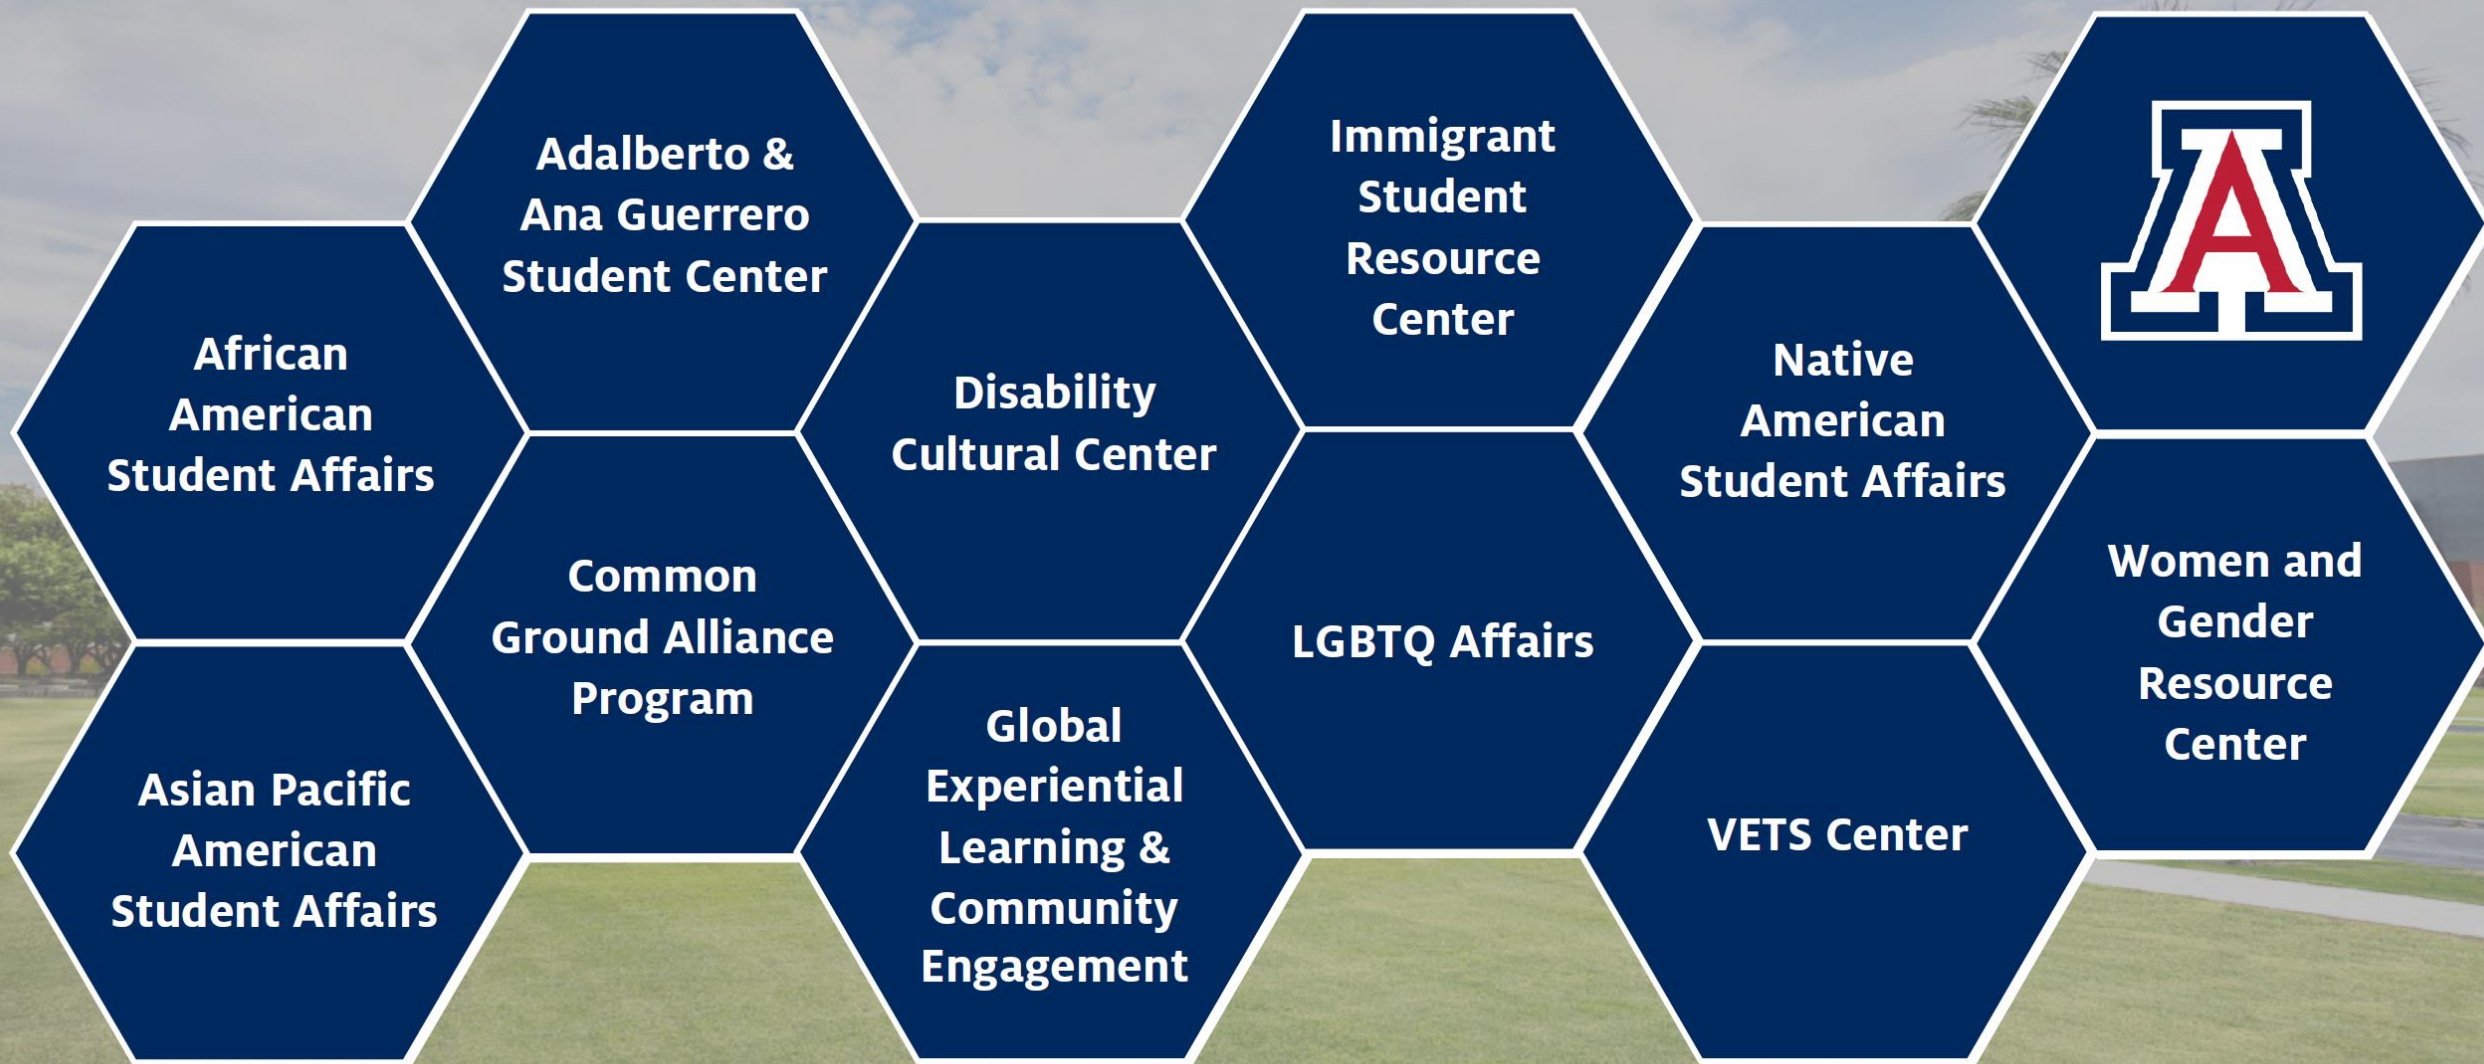 African
American
Student Affairs
Asian Pacific
American
Student Affairs
Adalberto &
Ana Guerrero
Student Center
Common
Ground Alliance
Program
Disability
Cultural Center
Global
Experiential
Learning &
Community
Engagement
Immigrant
Student
Resource
Center
LGBTQ Affairs
Native
American
Student Affairs
VETS Center
A
Women and
Gender
Resource
Center